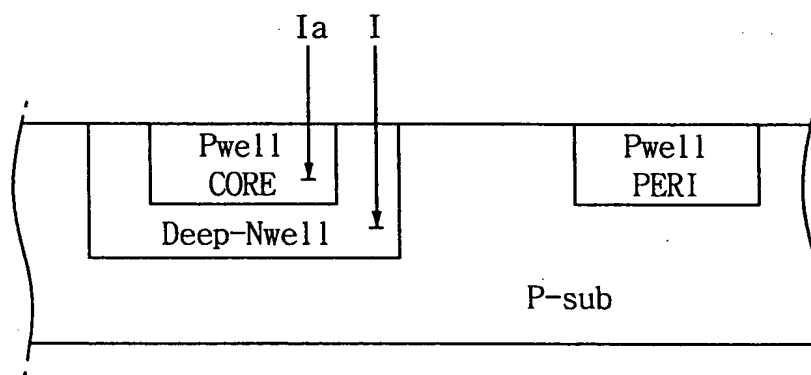 Ia I
Pwell
CORE
Pwell
PERI
Deep-Nwell
P-sub